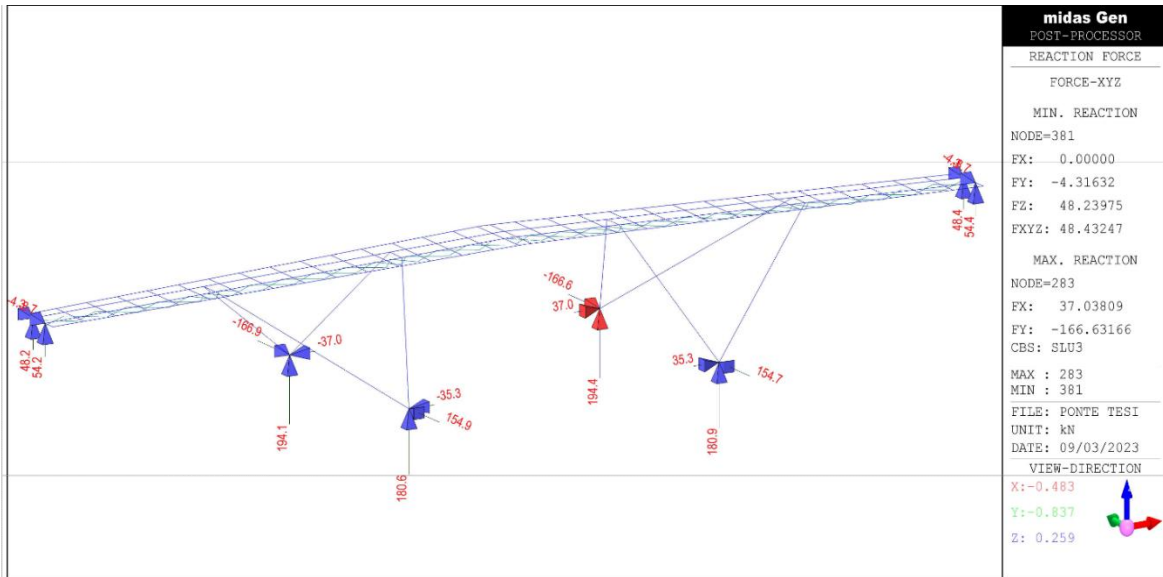 midas Gen
POST-PROCESSOR
REACTION FORCE
FORCE-XYZ
MIN. REACTION
NODE=381
FX: 0.00000
FY: -4.31632
FZ: 48.23975
FXYZ: 48.43247
MAX. REACTION
NODE=283
FX: 37.03809
FY: -166.63166
CBS: SLU3
MAX : 283
MIN : 381
FILE: PONTE TESI
UNIT: kN
DATE: 09/03/2023
VIEW-DIRECTION
X:-0.483
Y:-0.837
Z: 0.259
48.4
54.4
-166.6
37.0
194.4
35.3
154.7
180.9
-166.9
-37.0
194.1
-35.3
154.9
180.6
48.2
54.2